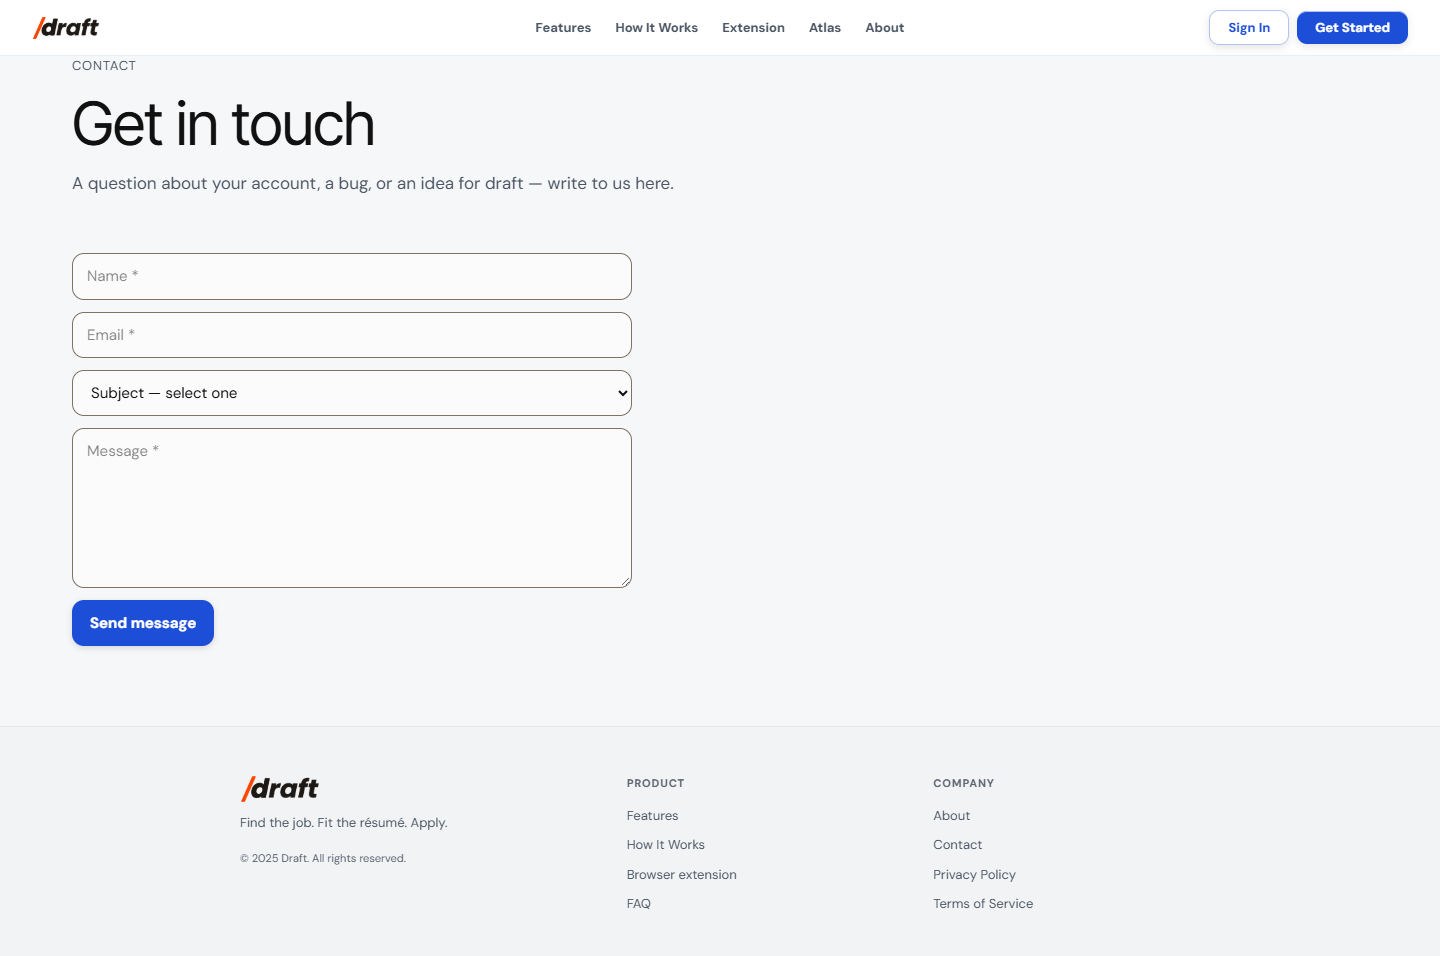 /draft
Features
How It Works
Extension
Atlas
About
Sign In
Get Started
CONTACT
Get in touch
A question about your account, a bug, or an idea for draft — write to us here.
Name *
Email *
Subject — select one
Message *
Send message
/draft
Find the job. Fit the résumé. Apply.
© 2025 Draft. All rights reserved.
PRODUCT
Features
How It Works
Browser extension
FAQ
COMPANY
About
Contact
Privacy Policy
Terms of Service